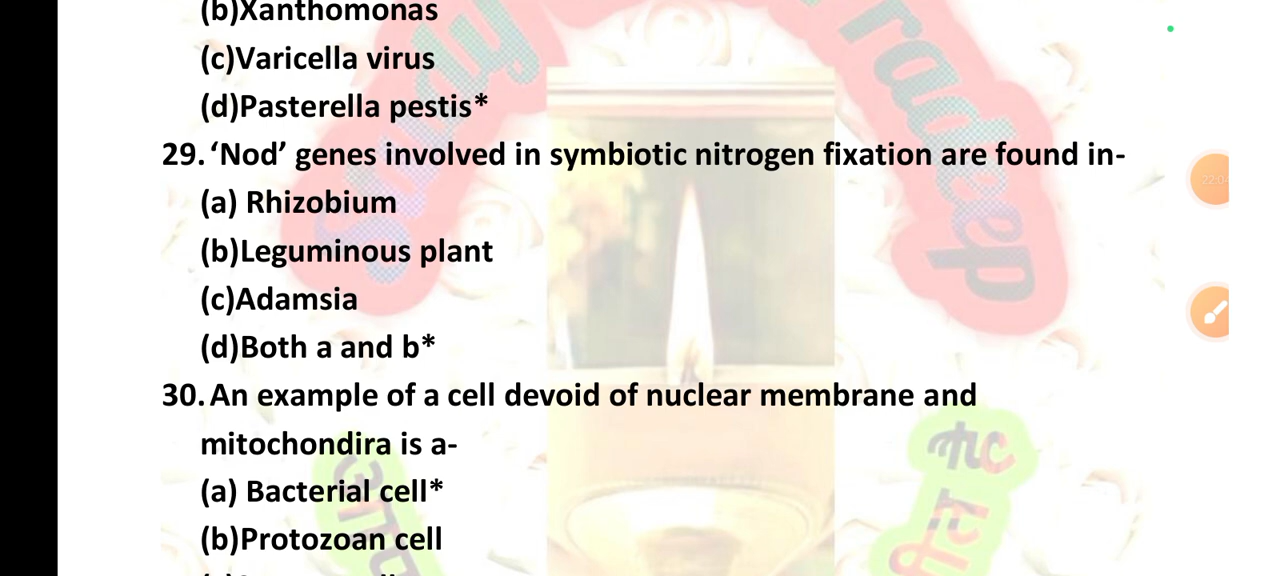 (b)Xanthomonas
(c)Varicella virus
(d)Pasterella pestis*
29. ‘Nod’ genes involved in symbiotic nitrogen fixation are found in-
(a) Rhizobium
(b)Leguminous plant
(c)Adamsia
(d)Both a and b*
30. An example of a cell devoid of nuclear membrane and
mitochondira is a-
(a) Bacterial cell*
(b)Protozoan cell